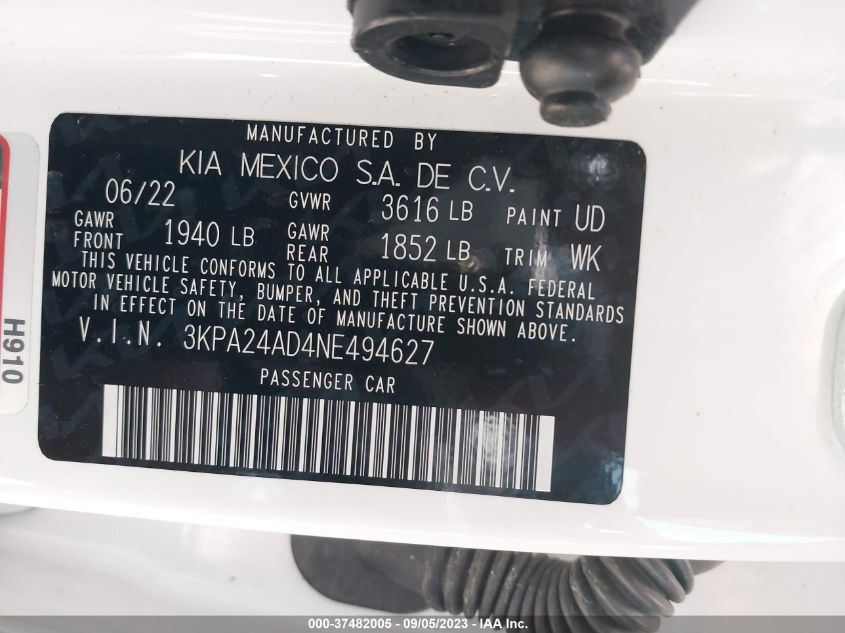 MANUFACTURED BY
KIA MEXICO S.A. DE C.V.
06/22 GVWR 3616 LB PAINT UD
GAWR FRONT 1940 LB GAWR REAR 1852 LB TRIM WK
THIS VEHICLE CONFORMS TO ALL APPLICABLE U.S.A. FEDERAL
MOTOR VEHICLE SAFETY, BUMPER, AND THEFT PREVENTION STANDARDS
IN EFFECT ON THE DATE OF MANUFACTURE SHOWN ABOVE.
V.I.N. 3KPA24AD4NE494627
PASSENGER CAR
H910
000-37482005 - 09/05/2023 - IAA Inc.